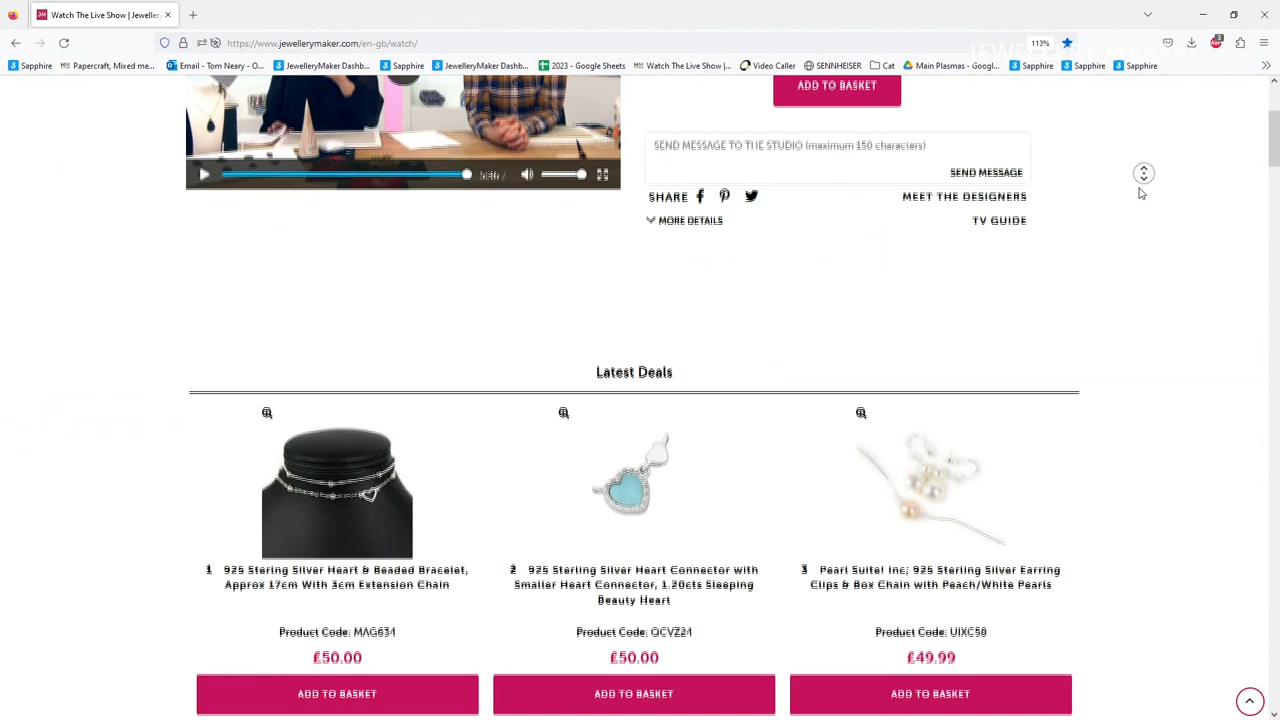 Watch The Live Show | Jewellery
https://www.jewellerymaker.com/en-gb/watch/
113%
3
JEWELLERY MAKER
Sapphire
Papercraft, Mixed me...
Email - Tom Neary - O...
JewelleryMaker Dashb...
Sapphire
JewelleryMaker Dashb...
2023 - Google Sheets
Watch The Live Show |...
Video Caller
SENNHEISER
Cat
Main Plasmas - Googl...
Sapphire
Sapphire
Sapphire
ADD TO BASKET
SEND MESSAGE TO THE STUDIO (maximum 150 characters)
SEND MESSAGE
SHARE
MEET THE DESIGNERS
MORE DETAILS
TV GUIDE
Latest Deals
1 925 Sterling Silver Heart & Beaded Bracelet,
Approx 17cm With 3cm Extension Chain
Product Code: MAG634
£50.00
ADD TO BASKET
2 925 Sterling Silver Heart Connector with
Smaller Heart Connector, 1.20cts Sleeping
Beauty Heart
Product Code: QCVZ24
£50.00
ADD TO BASKET
3 Pearl Suite! Inc; 925 Sterling Silver Earring
Clips & Box Chain with Peach/White Pearls
Product Code: UIXC58
£49.99
ADD TO BASKET